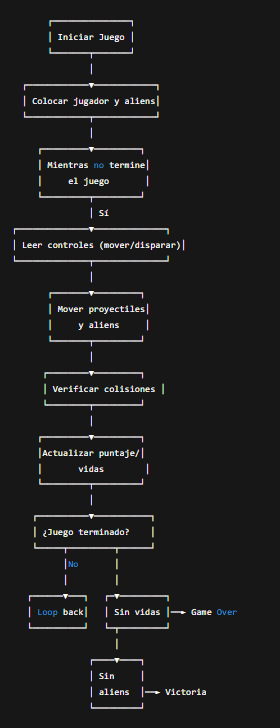 Iniciar Juego
Colocar jugador y aliens
Mientras no termine
el juego
Sí
Leer controles (mover/disparar)
Mover proyectiles
y aliens
Verificar colisiones
Actualizar puntaje/
vidas
¿Juego terminado?
No
Loop back
Sin vidas
Game Over
Sin
aliens
Victoria